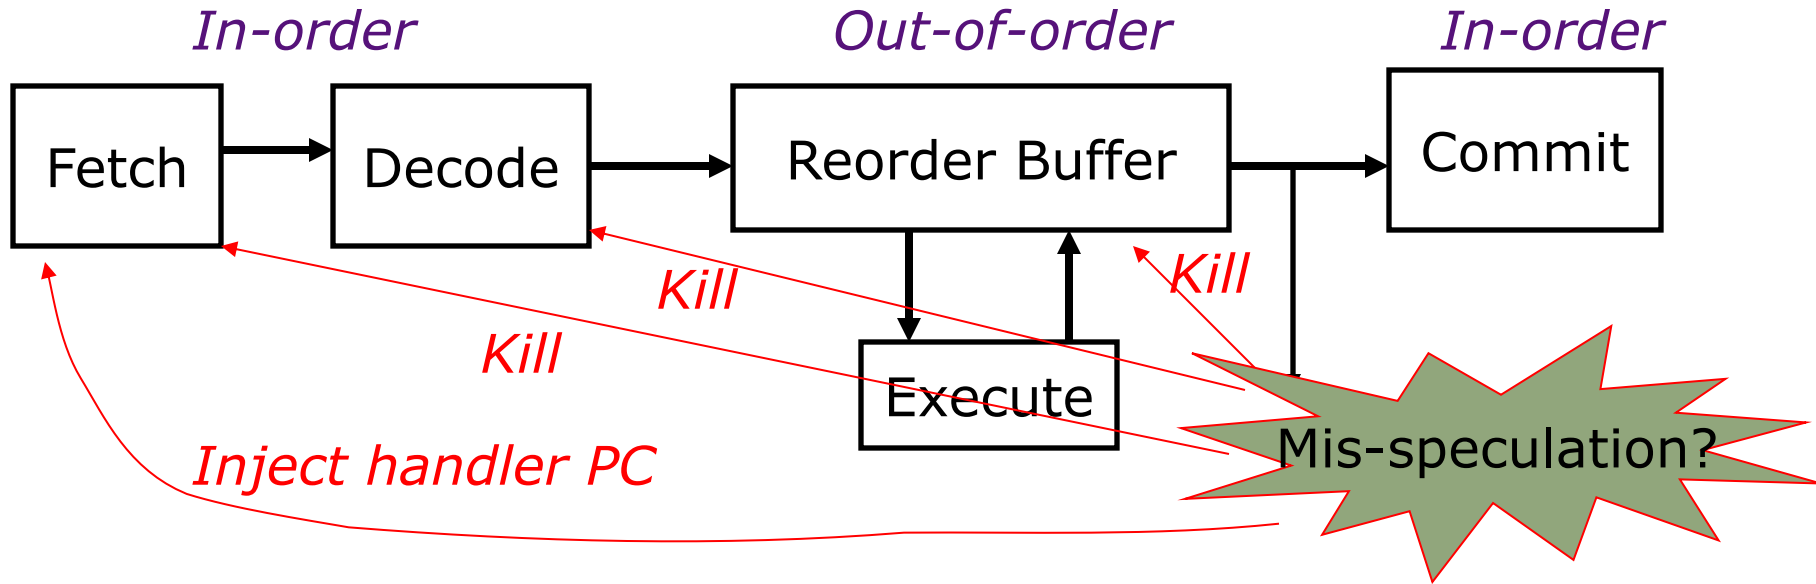 In-order
Out-of-order
In-order
Fetch
Decode
Reorder Buffer
Commit
Kill
Kill
Kill
Execute
Inject handler PC
Mis-speculation?